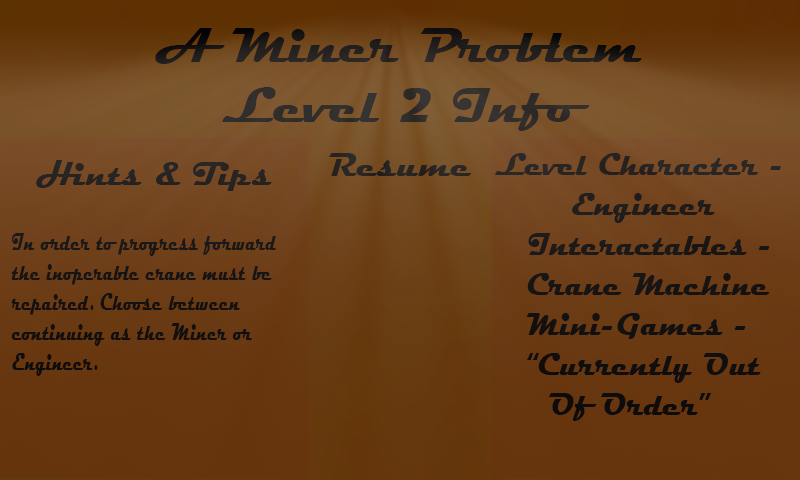 A Miner Problem
Level 2 Info
Hints & Tips
In order to progress forward
the inoperable crane must be
repaired. Choose between
continuing as the Miner or
Engineer.
Resume
Level Character -
Engineer
Interactables -
Crane Machine
Mini-Games -
“Currently Out
Of Order”